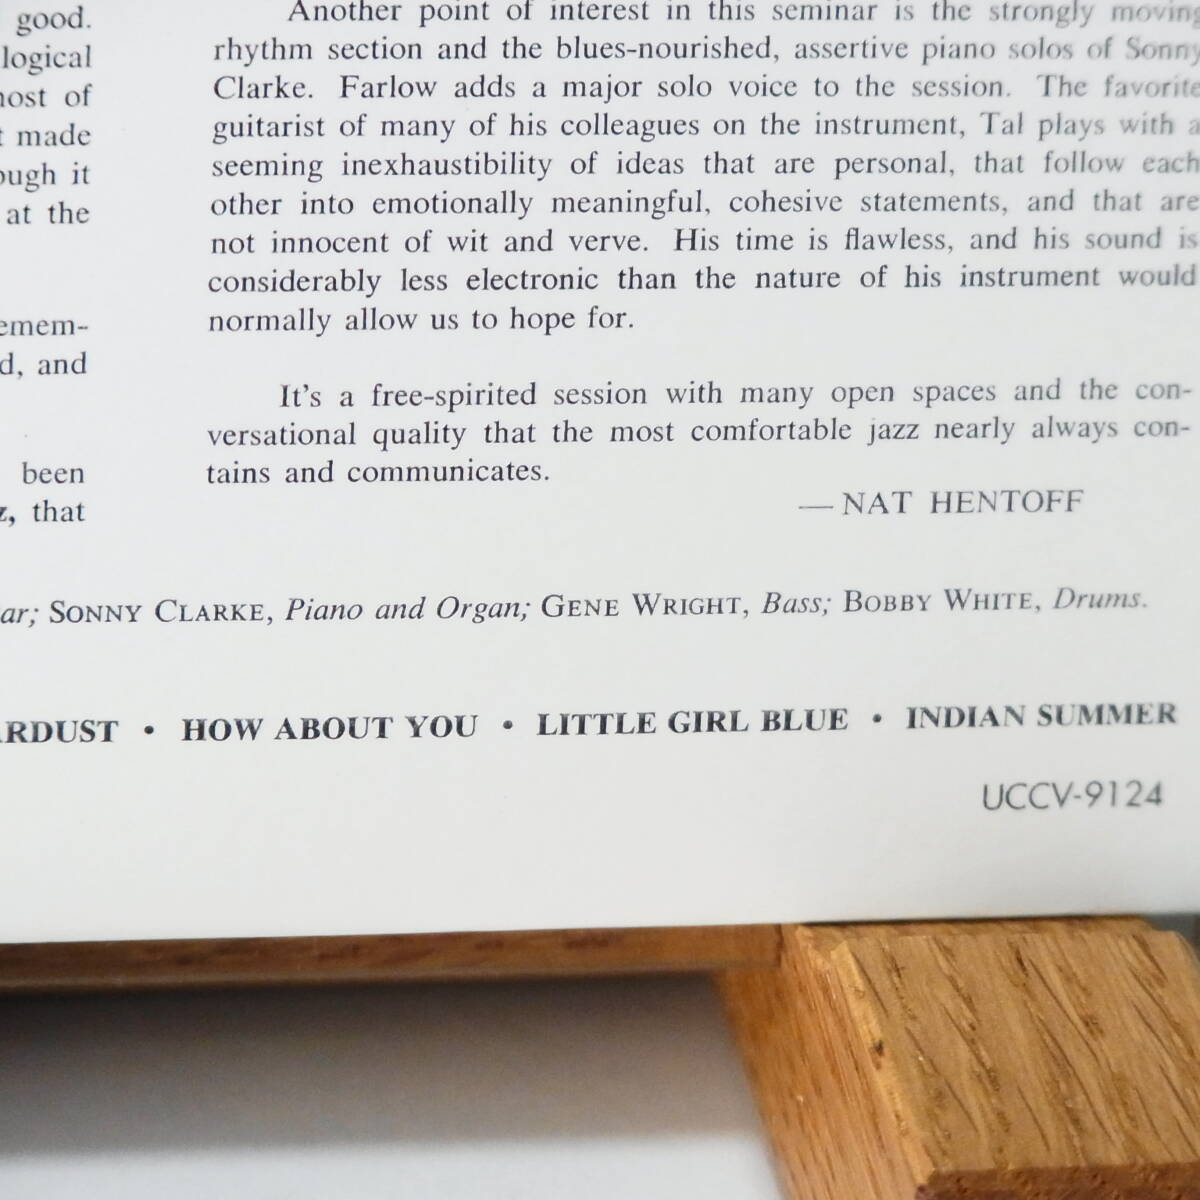 good.
logical
most of
made
ough it
at the
emem-
d, and
been
z, that
Another point of interest in this seminar is the strongly moving
rhythm section and the blues-nourished, assertive piano solos of Sonny
Clarke. Farlow adds a major solo voice to the session. The favorite
guitarist of many of his colleagues on the instrument, Tal plays with a
seeming inexhaustibility of ideas that are personal, that follow each
other into emotionally meaningful, cohesive statements, and that are
not innocent of wit and verve. His time is flawless, and his sound is
considerably less electronic than the nature of his instrument would
normally allow us to hope for.
It's a free-spirited session with many open spaces and the con-
versational quality that the most comfortable jazz nearly always con-
tains and communicates.
— NAT HENTOFF
ar; SONNY CLARKE, Piano and Organ; GENE WRIGHT, Bass; BOBBY WHITE, Drums.
ARDUST • HOW ABOUT YOU • LITTLE GIRL BLUE • INDIAN SUMMER
UCCV-9124